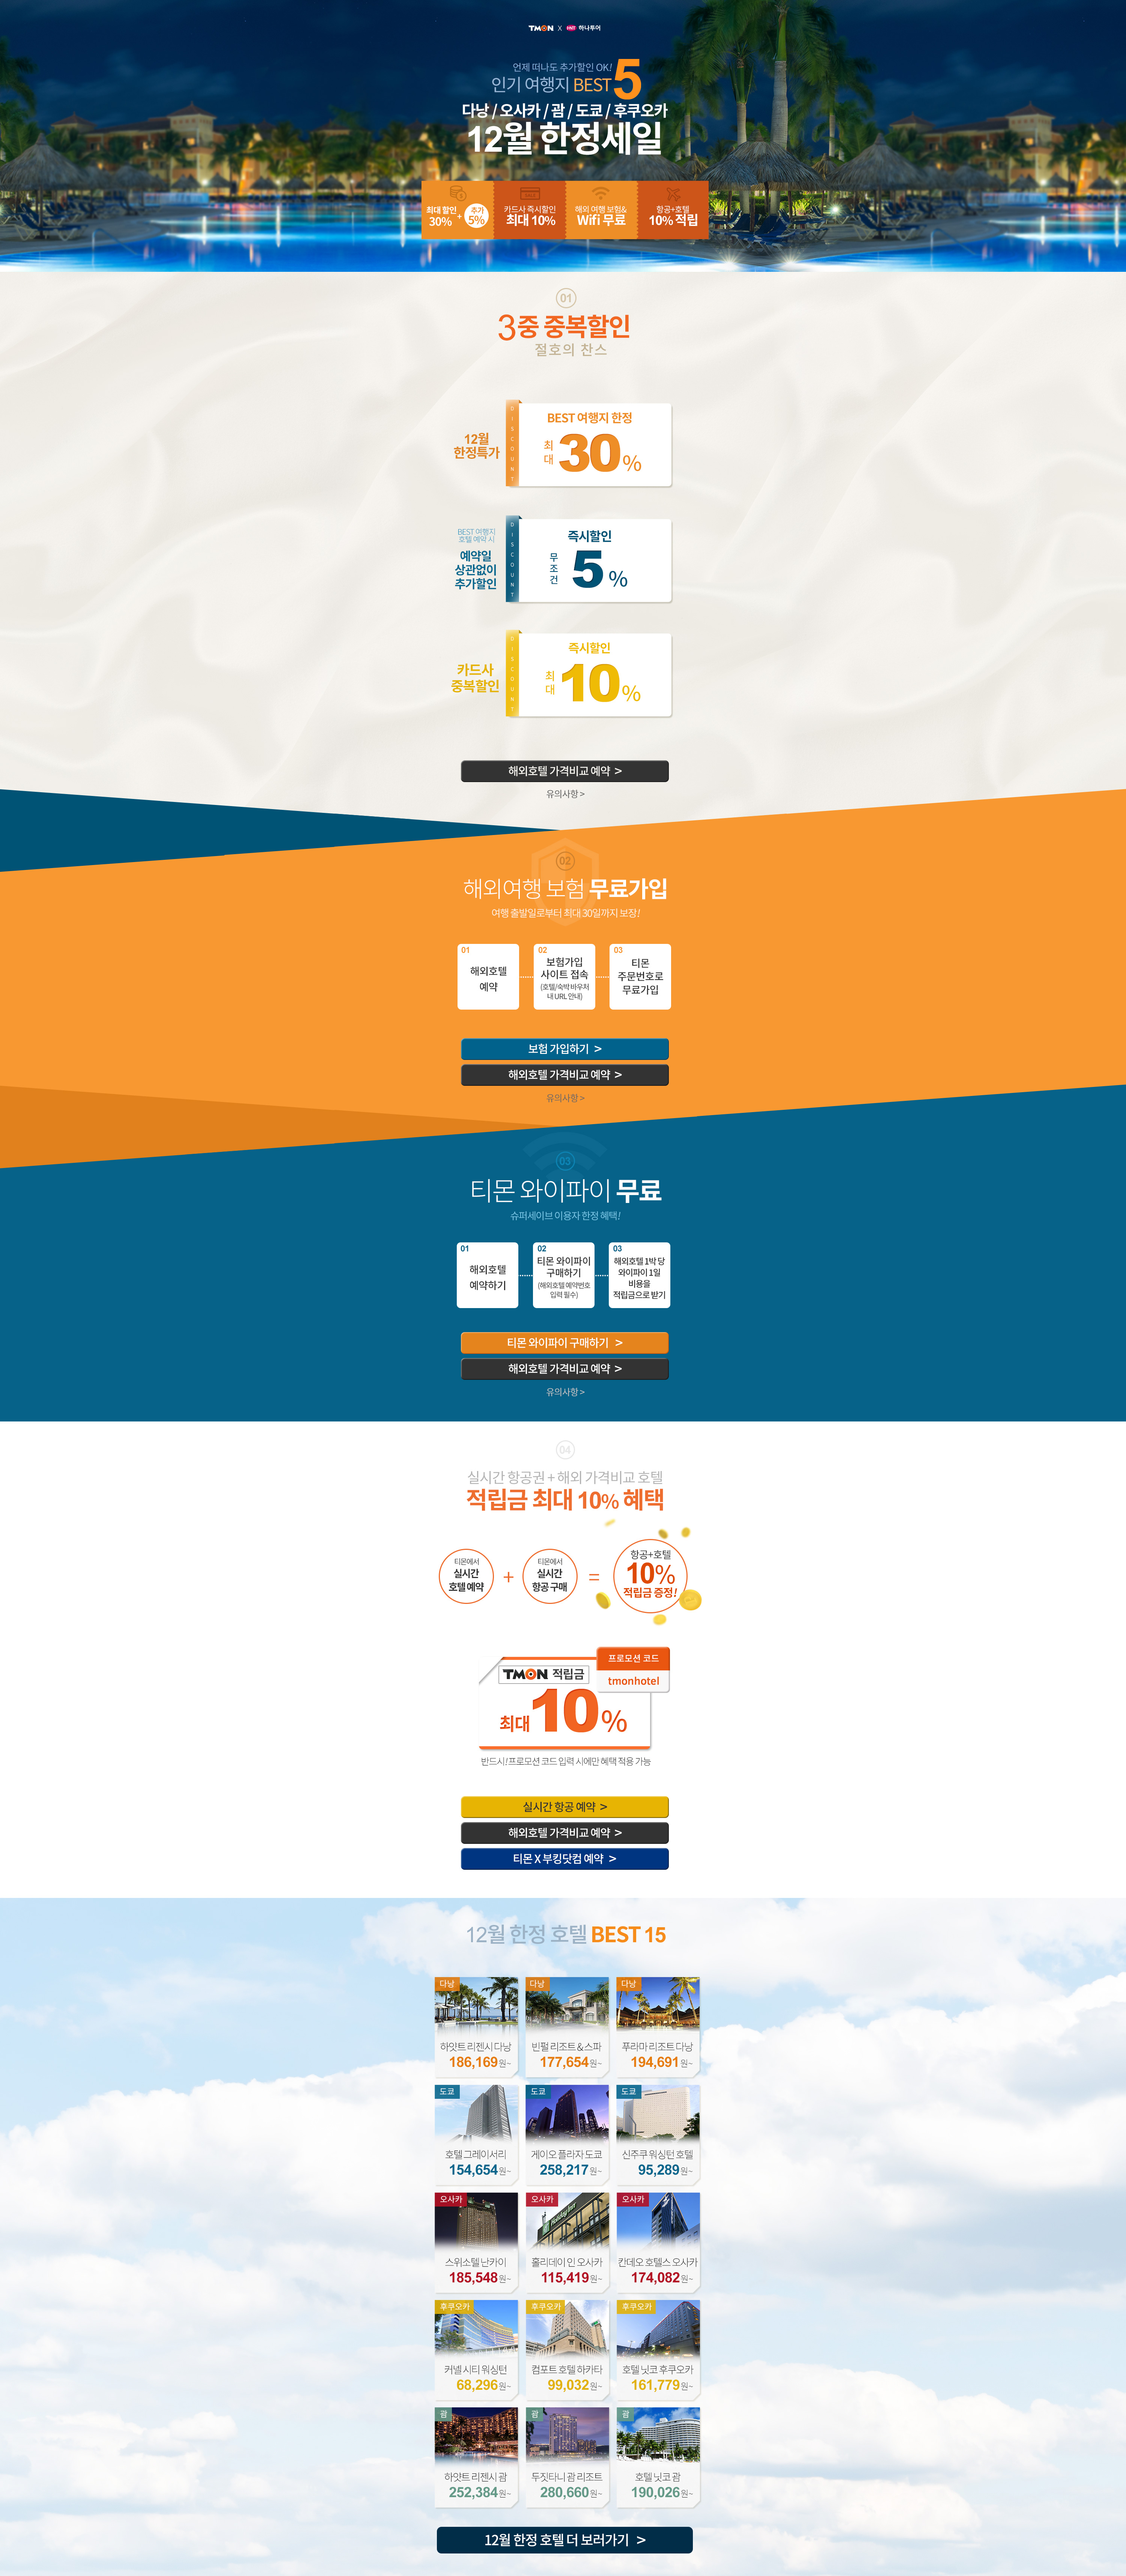 TMON X 하나투어
언제 떠나도 추가할인 OK!
인기 여행지 BEST 5
다낭 / 오사카 / 괌 / 도쿄 / 후쿠오카
12월 한정세일
최대 할인
30%
+
추가
5%
카드사 즉시할인
최대 10%
해외 여행 보험&
Wifi 무료
항공+호텔
10% 적립
01
3중 중복할인
절호의 찬스
12월
한정특가
DISCOUNT
BEST 여행지 한정
최대 30%
BEST 여행지
호텔 예약 시
예약일
상관없이
추가할인
DISCOUNT
즉시할인
무조건 5%
카드사
중복할인
DISCOUNT
즉시할인
최대 10%
해외호텔 가격비교 예약 >
유의사항 >
02
해외여행 보험 무료가입
여행 출발일로부터 최대 30일까지 보장!
01
해외호텔
예약
02
보험가입
사이트 접속
(호텔/숙박 바우처
내 URL 안내)
03
티몬
주문번호로
무료가입
보험 가입하기 >
해외호텔 가격비교 예약 >
유의사항 >
03
티몬 와이파이 무료
슈퍼세이브 이용자 한정 혜택!
01
해외호텔
예약하기
02
티몬 와이파이
구매하기
(해외호텔 예약번호
입력 필수)
03
해외호텔 1박 당
와이파이 1일
비용을
적립금으로 받기
티몬 와이파이 구매하기 >
해외호텔 가격비교 예약 >
유의사항 >
04
실시간 항공권 + 해외 가격비교 호텔
적립금 최대 10% 혜택
티몬에서
실시간
호텔 예약
+
티몬에서
실시간
항공 구매
=
항공+호텔
10%
적립금 증정!
프로모션 코드
tmonhotel
TMON 적립금
최대 10%
반드시! 프로모션 코드 입력 시에만 혜택 적용 가능
실시간 항공 예약 >
해외호텔 가격비교 예약 >
티몬 X 부킹닷컴 예약 >
12월 한정 호텔 BEST 15
다낭
하얏트 리젠시 다낭
186,169원~
다낭
빈펄 리조트 & 스파
177,654원~
다낭
푸라마 리조트 다낭
194,691원~
도쿄
호텔 그레이서리
154,654원~
도쿄
게이오 플라자 도쿄
258,217원~
도쿄
신주쿠 워싱턴 호텔
95,289원~
오사카
스위소텔 난카이
185,548원~
오사카
홀리데이 인 오사카
115,419원~
오사카
칸데오 호텔스 오사카
174,082원~
후쿠오카
커넬 시티 워싱턴
68,296원~
후쿠오카
컴포트 호텔 하카타
99,032원~
후쿠오카
호텔 닛코 후쿠오카
161,779원~
괌
하얏트 리젠시 괌
252,384원~
괌
두짓타니 괌 리조트
280,660원~
괌
호텔 닛코 괌
190,026원~
12월 한정 호텔 더 보러가기 >